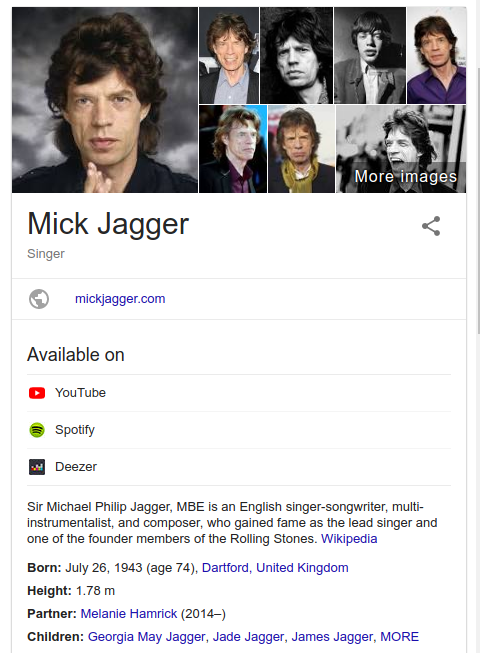 More images
Mick Jagger
Singer
mickjagger.com
Available on
YouTube
Spotify
Deezer
Sir Michael Philip Jagger, MBE is an English singer-songwriter, multi-
instrumentalist, and composer, who gained fame as the lead singer and
one of the founder members of the Rolling Stones. Wikipedia
Born: July 26, 1943 (age 74), Dartford, United Kingdom
Height: 1.78 m
Partner: Melanie Hamrick (2014–)
Children: Georgia May Jagger, Jade Jagger, James Jagger, MORE